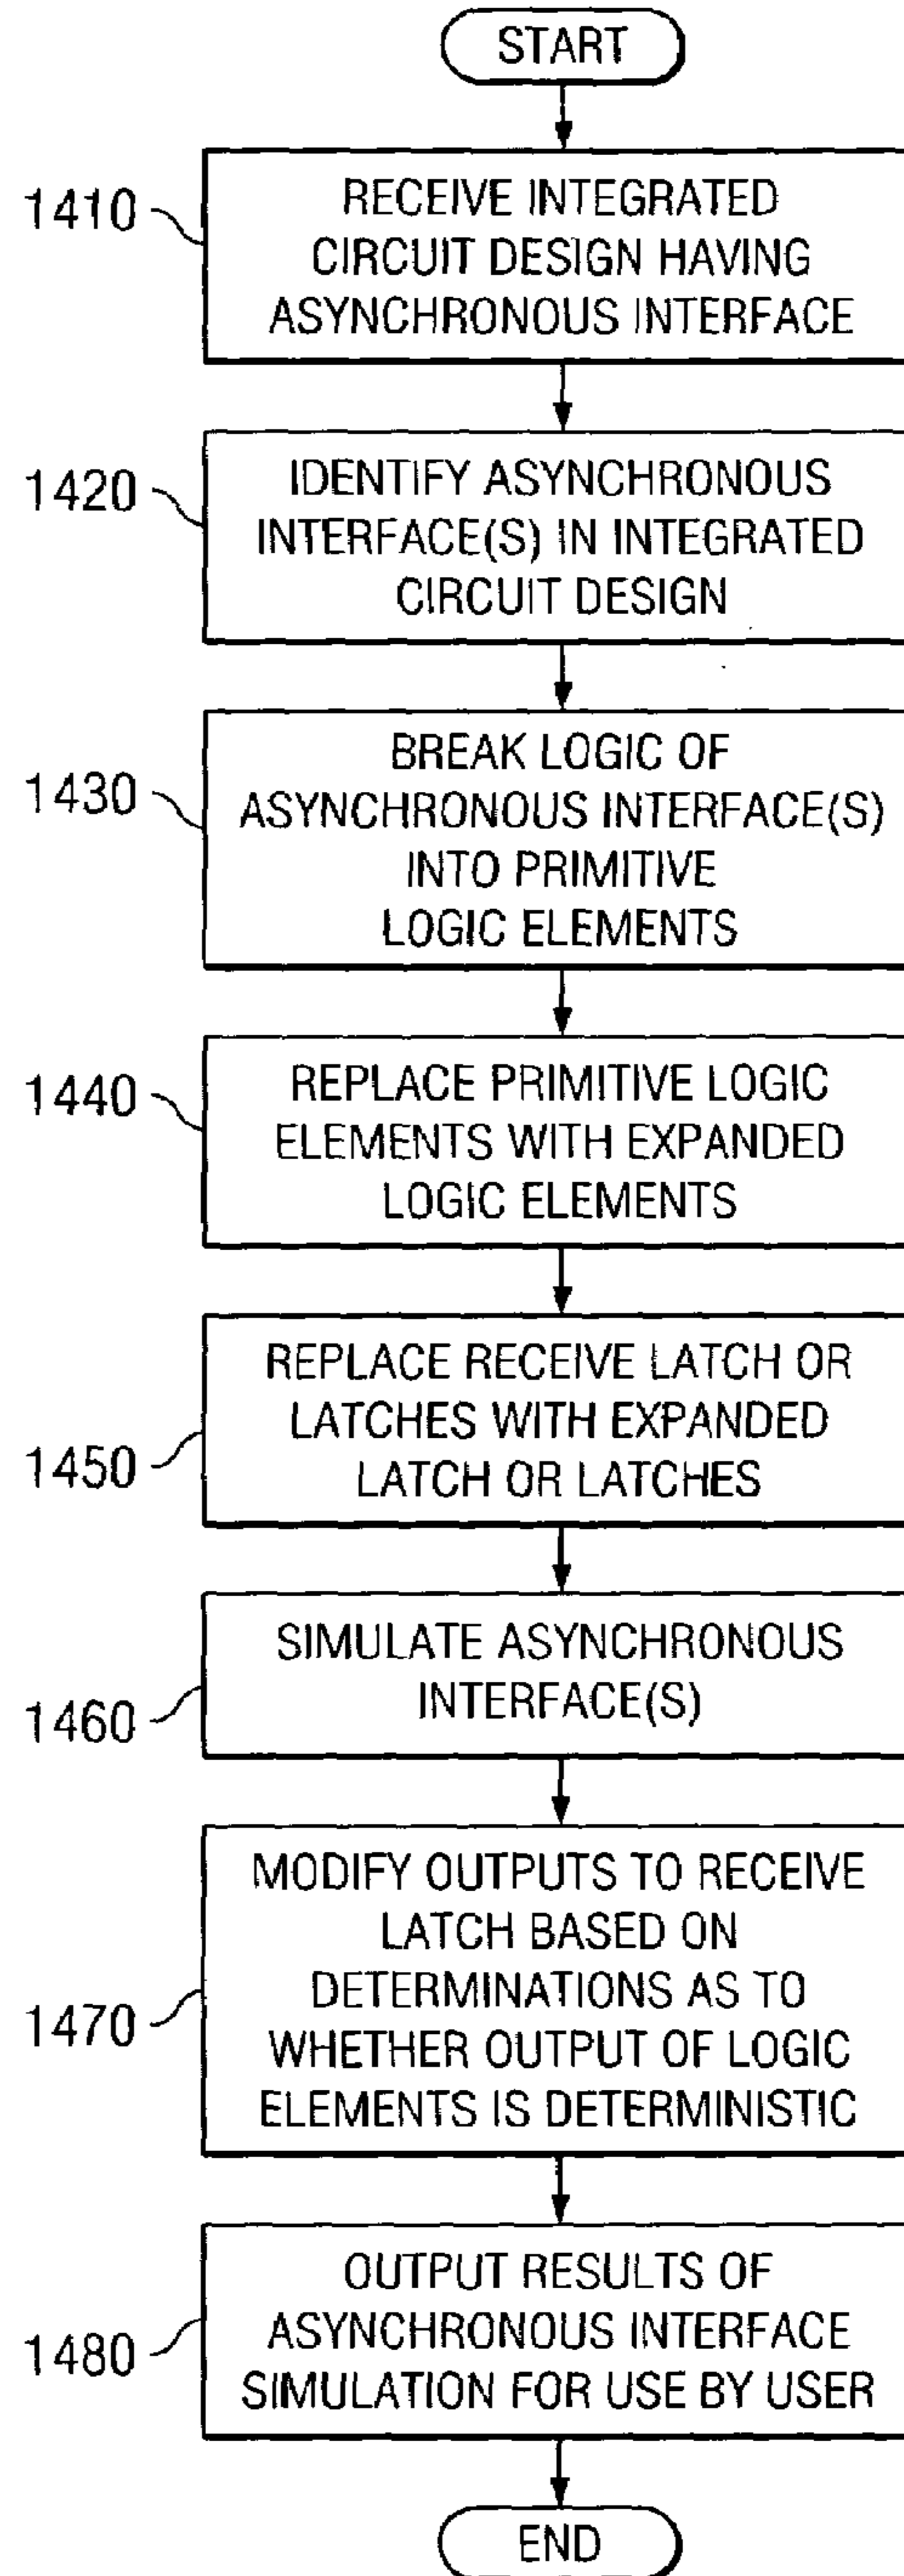 START
1410
RECEIVE INTEGRATED
CIRCUIT DESIGN HAVING
ASYNCHRONOUS INTERFACE
1420
IDENTIFY ASYNCHRONOUS
INTERFACE(S) IN INTEGRATED
CIRCUIT DESIGN
1430
BREAK LOGIC OF
ASYNCHRONOUS INTERFACE(S)
INTO PRIMITIVE
LOGIC ELEMENTS
1440
REPLACE PRIMITIVE LOGIC
ELEMENTS WITH EXPANDED
LOGIC ELEMENTS
1450
REPLACE RECEIVE LATCH OR
LATCHES WITH EXPANDED
LATCH OR LATCHES
1460
SIMULATE ASYNCHRONOUS
INTERFACE(S)
1470
MODIFY OUTPUTS TO RECEIVE
LATCH BASED ON
DETERMINATIONS AS TO
WHETHER OUTPUT OF LOGIC
ELEMENTS IS DETERMINISTIC
1480
OUTPUT RESULTS OF
ASYNCHRONOUS INTERFACE
SIMULATION FOR USE BY USER
END